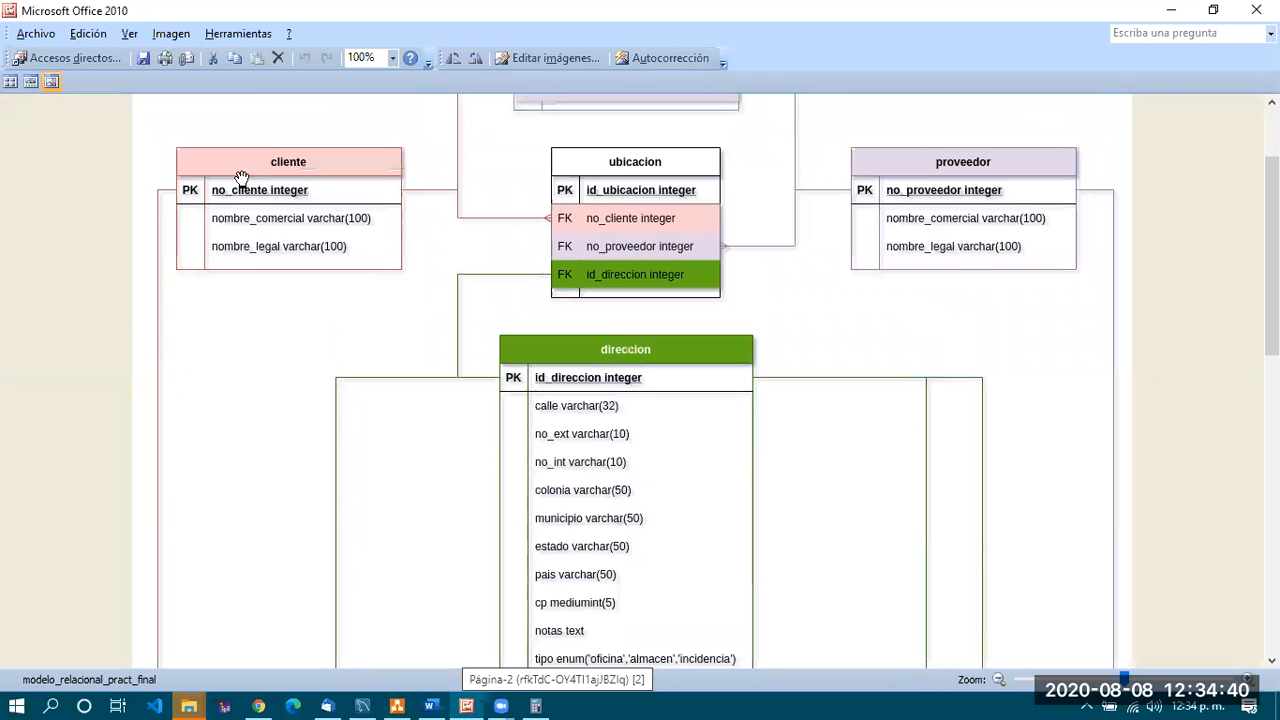 Microsoft Office 2010
Archivo Edición Ver Imagen Herramientas ?
Escriba una pregunta
Accesos directos... 100% Editar imágenes... Autocorrección
cliente
PK no_cliente integer
nombre_comercial varchar(100)
nombre_legal varchar(100)
ubicacion
PK id_ubicacion integer
FK no_cliente integer
FK no_proveedor integer
FK id_direccion integer
proveedor
PK no_proveedor integer
nombre_comercial varchar(100)
nombre_legal varchar(100)
direccion
PK id_direccion integer
calle varchar(32)
no_ext varchar(10)
no_int varchar(10)
colonia varchar(50)
municipio varchar(50)
estado varchar(50)
pais varchar(50)
cp mediumint(5)
notas text
tipo enum('oficina','almacen','incidencia')
modelo_relacional_pract_final
Página-2 (rfkTdC-OY4TI1ajJBZIq) [2]
Zoom:
2020-08-08 12:34:40
12:34 p. m.